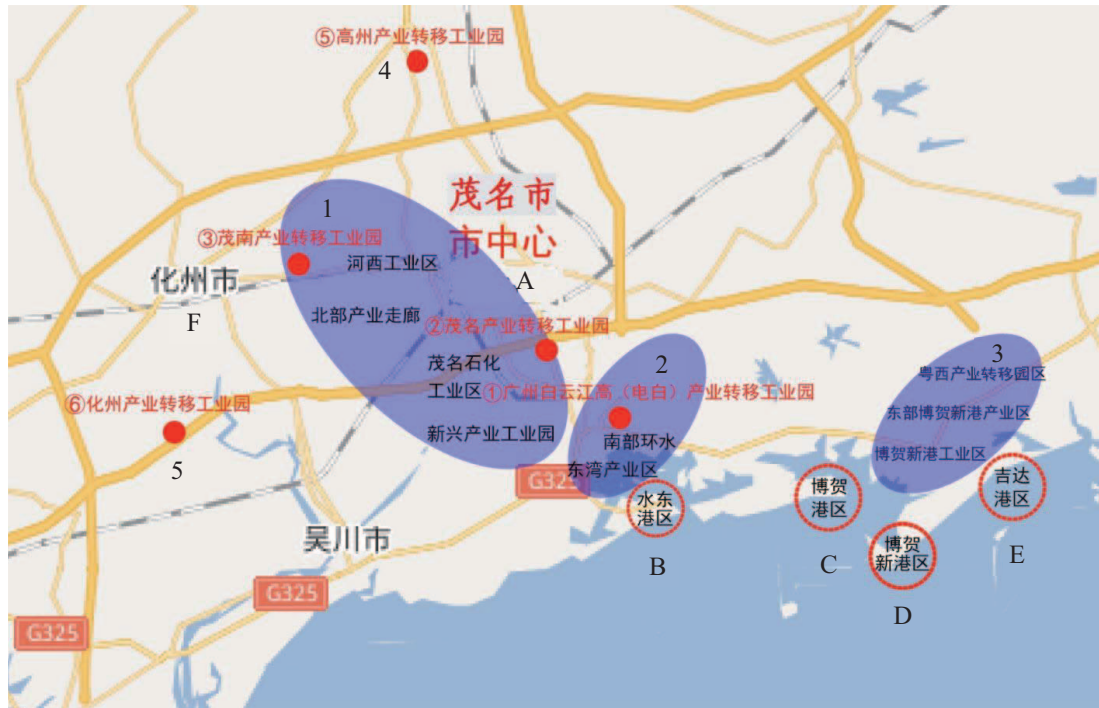 ⑤高州产业转移工业园
4
茂名市
市中心
1
③茂南产业转移工业园
河西工业区
化州市
A
F
北部产业走廊
②茂名产业转移工业园
2
3
茂名石化
工业区
粤西产业转移园区
①广州白云江高（电白）产业转移工业园
⑥化州产业转移工业园
东部博贺新港产业区
新兴产业工业园
南部环水
东湾产业区
博贺新港工业区
5
G325
水东
港区
博贺
港区
吉达
港区
吴川市
博贺
新港区
B
C
E
D
G325
G325